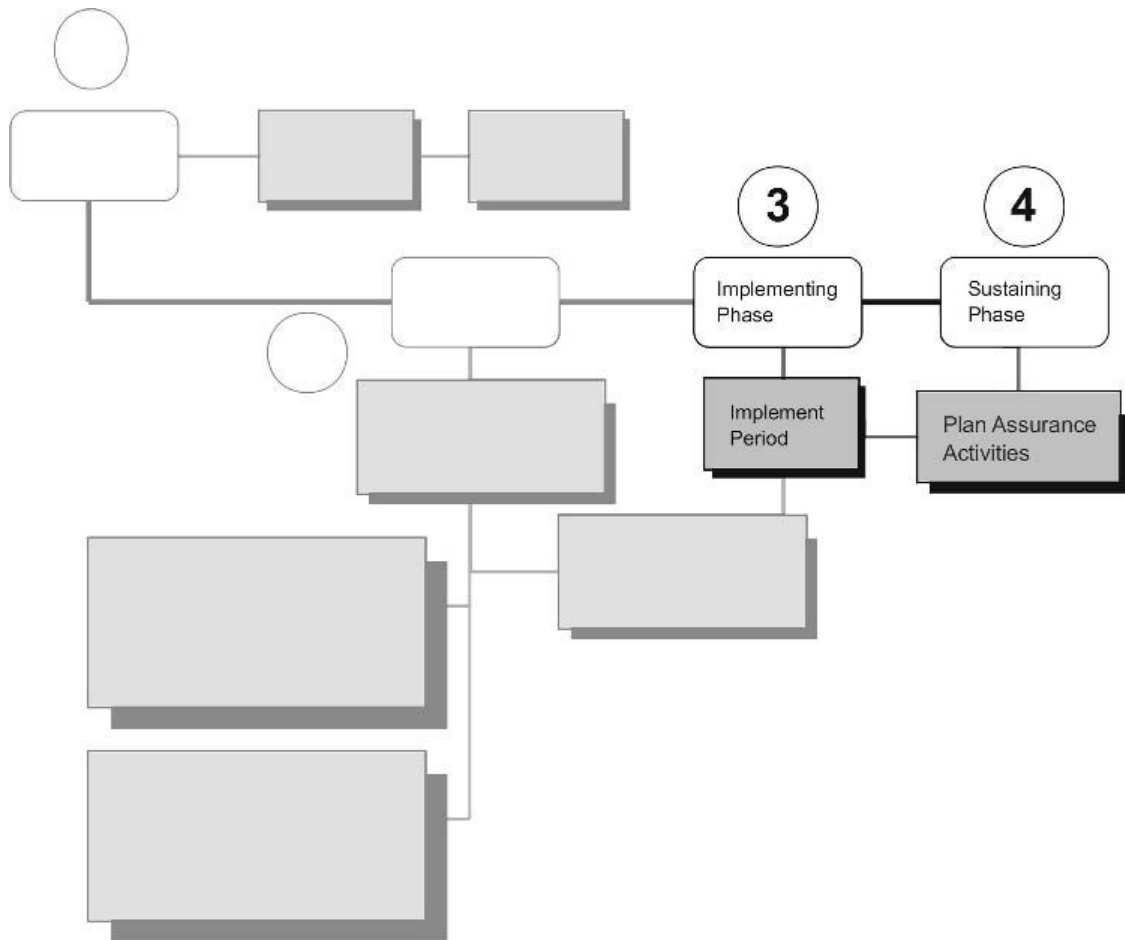 3
4
Implementing
Phase
Sustaining
Phase
Implement
Period
Plan Assurance
Activities